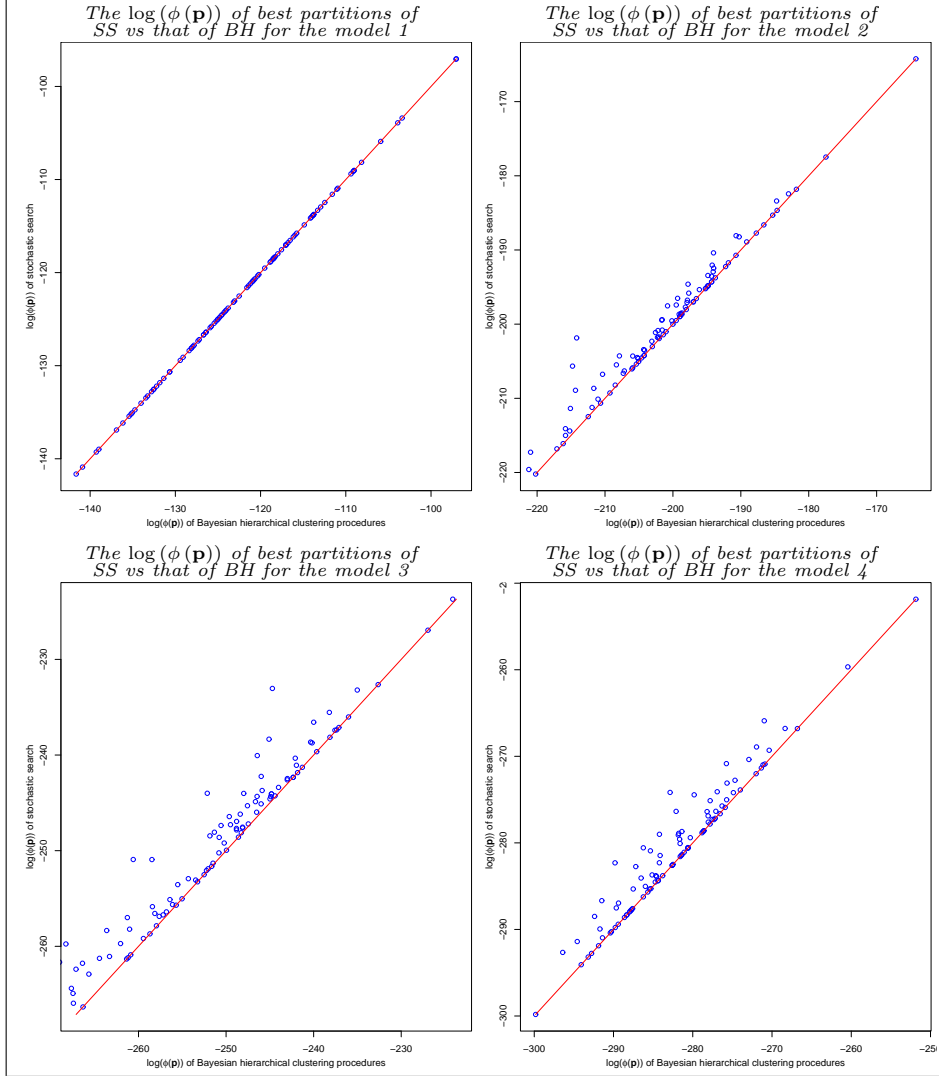 The log (φ (p)) of best partitions of
SS vs that of BH for the model 1
log(φ(p)) of stochastic search
−100
−110
−120
−130
−140
−140 −130 −120 −110 −100
log(φ(p)) of Bayesian hierarchical clustering procedures
The log (φ (p)) of best partitions of
SS vs that of BH for the model 2
log(φ(p)) of stochastic search
−170
−180
−190
−200
−210
−220
−220 −210 −200 −190 −180 −170
log(φ(p)) of Bayesian hierarchical clustering procedures
The log (φ (p)) of best partitions of
SS vs that of BH for the model 3
log(φ(p)) of stochastic search
−230
−240
−250
−260
−260 −250 −240 −230
log(φ(p)) of Bayesian hierarchical clustering procedures
The log (φ (p)) of best partitions of
SS vs that of BH for the model 4
log(φ(p)) of stochastic search
−2
−260
−270
−280
−290
−300
−300 −290 −280 −270 −260 −250
log(φ(p)) of Bayesian hierarchical clustering procedures